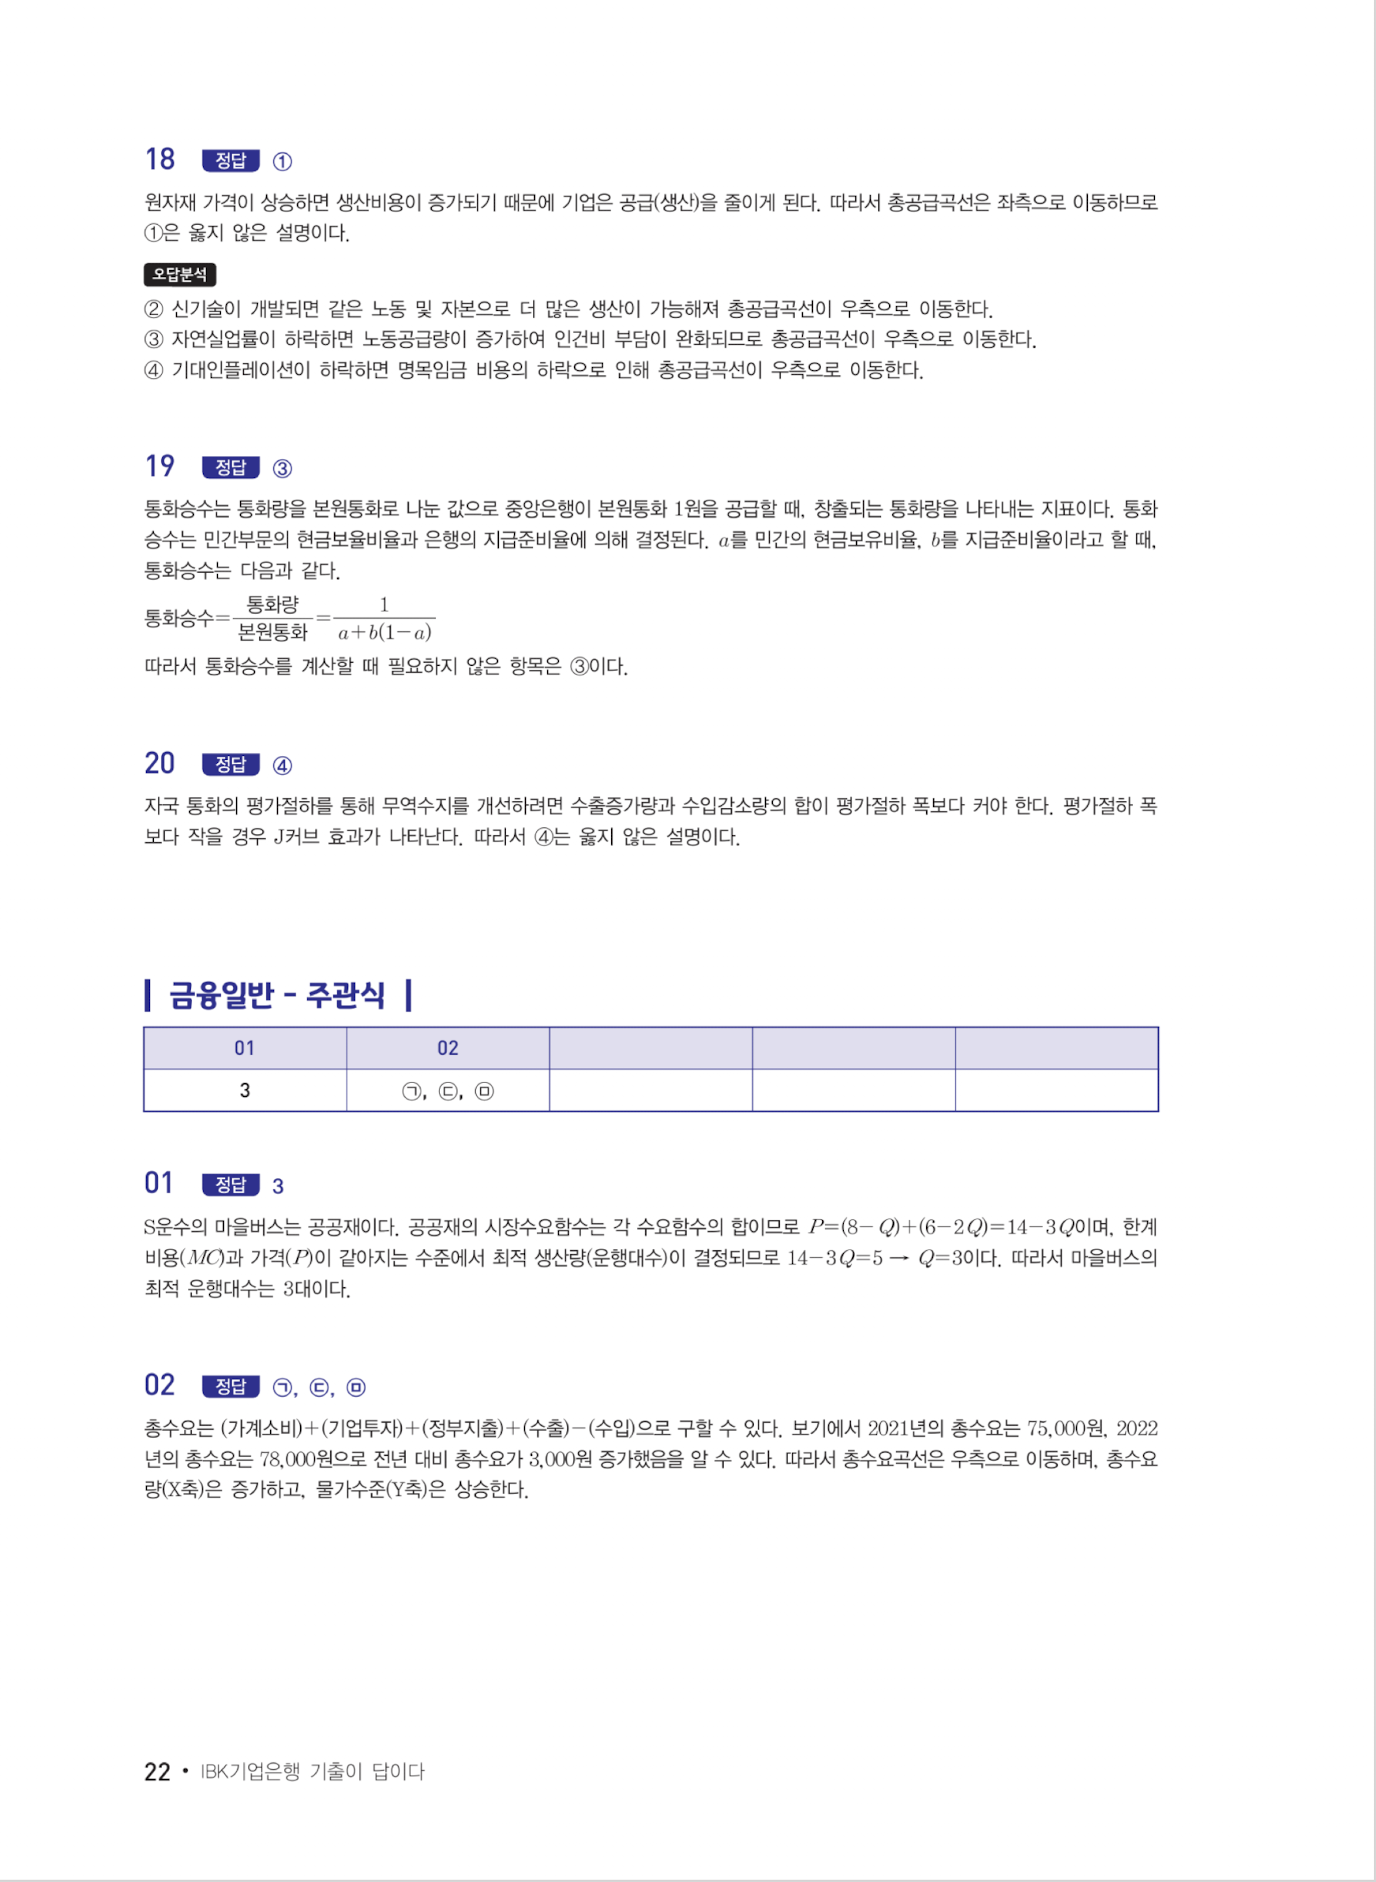 18 정답 ①
원자재 가격이 상승하면 생산비용이 증가되기 때문에 기업은 공급(생산)을 줄이게 된다. 따라서 총공급곡선은 좌측으로 이동하므로
①은 옳지 않은 설명이다.
오답분석
② 신기술이 개발되면 같은 노동 및 자본으로 더 많은 생산이 가능해져 총공급곡선이 우측으로 이동한다.
③ 자연실업률이 하락하면 노동공급량이 증가하여 인건비 부담이 완화되므로 총공급곡선이 우측으로 이동한다.
④ 기대인플레이션이 하락하면 명목임금 비용의 하락으로 인해 총공급곡선이 우측으로 이동한다.
19 정답 ③
통화승수는 통화량을 본원통화로 나눈 값으로 중앙은행이 본원통화 1원을 공급할 때, 창출되는 통화량을 나타내는 지표이다. 통화
승수는 민간부문의 현금보율비율과 은행의 지급준비율에 의해 결정된다. a를 민간의 현금보유비율, b를 지급준비율이라고 할 때,
통화승수는 다음과 같다.
통화승수=통화량/본원통화=1/a+b(1-a)
따라서 통화승수를 계산할 때 필요하지 않은 항목은 ③이다.
20 정답 ④
자국 통화의 평가절하를 통해 무역수지를 개선하려면 수출증가량과 수입감소량의 합이 평가절하 폭보다 커야 한다. 평가절하 폭
보다 작을 경우 J커브 효과가 나타난다. 따라서 ④는 옳지 않은 설명이다.
금융일반 - 주관식
01 02
3 ㉠, ㉢, ㉤
01 정답 3
S운수의 마을버스는 공공재이다. 공공재의 시장수요함수는 각 수요함수의 합이므로 P=(8-Q)+(6-2Q)=14-3Q이며, 한계
비용(MC)과 가격(P)이 같아지는 수준에서 최적 생산량(운행대수)이 결정되므로 14-3Q=5 → Q=3이다. 따라서 마을버스의
최적 운행대수는 3대이다.
02 정답 ㉠, ㉢, ㉤
총수요는 (가계소비)+(기업투자)+(정부지출)+(수출)-(수입)으로 구할 수 있다. 보기에서 2021년의 총수요는 75,000원, 2022
년의 총수요는 78,000원으로 전년 대비 총수요가 3,000원 증가했음을 알 수 있다. 따라서 총수요곡선은 우측으로 이동하며, 총수요
량(X축)은 증가하고, 물가수준(Y축)은 상승한다.
22 • IBK기업은행 기출이 답이다